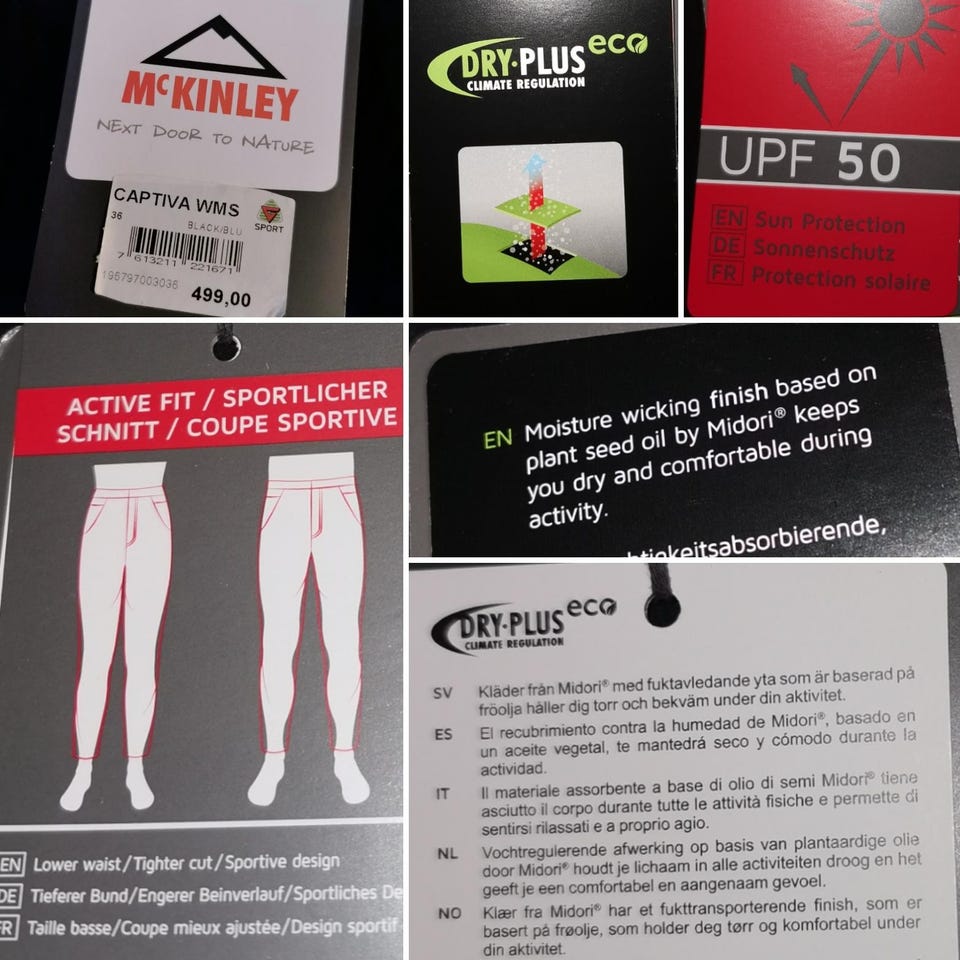 McKINLEY
NEXT DOOR TO NATURE
CAPTIVA WMS
36
BLACK/BLU
SPORT
7 613211 221671
196797003036
499,00
DRY·PLUS eco
CLIMATE REGULATION
UPF 50
EN Sun Protection
DE Sonnenschutz
FR Protection solaire
ACTIVE FIT / SPORTLICHER
SCHNITT / COUPE SPORTIVE
EN Lower waist/Tighter cut/Sportive design
DE Tieferer Bund/Engerer Beinverlauf/Sportliches De
FR Taille basse/Coupe mieux ajustée/Design sportif
EN Moisture wicking finish based on
plant seed oil by Midori® keeps
you dry and comfortable during
activity.
htigkeitsabsorbierende,
DRY·PLUS eco
CLIMATE REGULATION
SV Kläder från Midori® med fuktavledande yta som är baserad på
fröolja håller dig torr och bekväm under din aktivitet.
ES El recubrimiento contra la humedad de Midori®, basado en
un aceite vegetal, te mantedrá seco y cómodo durante la
actividad.
IT Il materiale assorbente a base di olio di semi Midori® tiene
asciutto il corpo durante tutte le attività fisiche e permette di
sentirsi rilassati e a proprio agio.
NL Vochtregulerende afwerking op basis van plantaardige olie
door Midori® houdt je lichaam in alle activiteiten droog en het
geeft je een comfortabel en aangenaam gevoel.
NO Klær fra Midori® har et fukttransporterende finish, som er
basert på frøolje, som holder deg tørr og komfortabel under
din aktivitet.